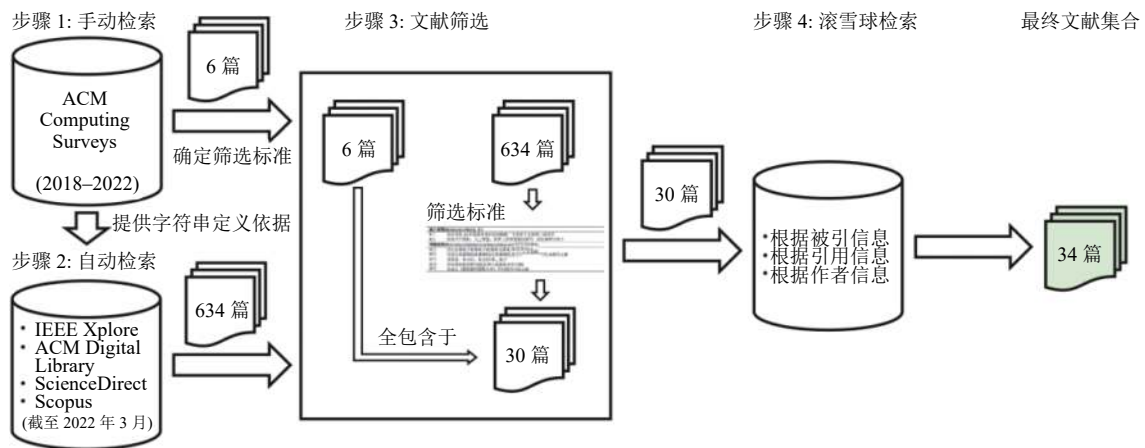 步骤 1: 手动检索
步骤 3: 文献筛选
步骤 4: 滚雪球检索
最终文献集合
6 篇
ACM
Computing
Surveys
(2018–2022)
确定筛选标准
提供字符串定义依据
步骤 2: 自动检索
634 篇
• IEEE Xplore
• ACM Digital
Library
• ScienceDirect
• Scopus
(截至 2022 年 3 月)
6 篇
634 篇
筛选标准
全包含于
30 篇
30 篇
•根据被引信息
•根据引用信息
•根据作者信息
34 篇